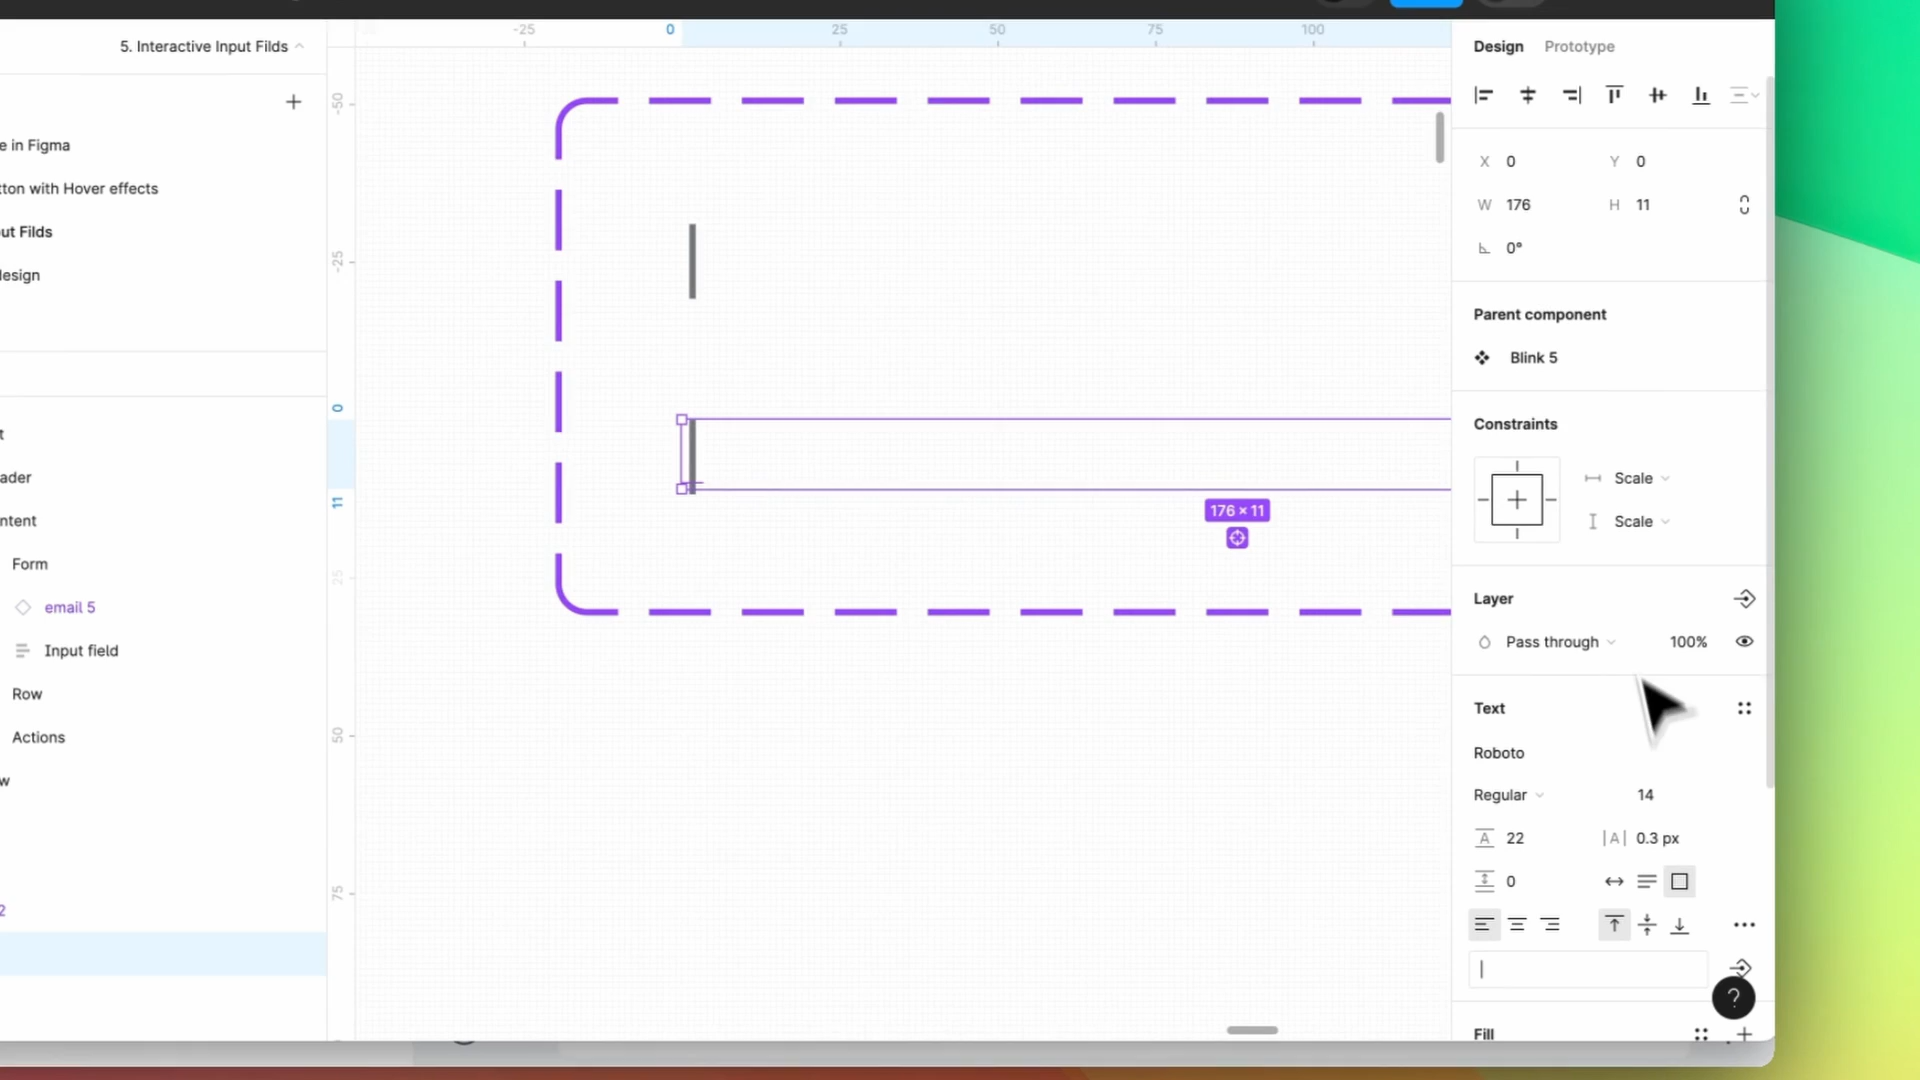 5. Interactive Input Filds
e in Figma
tton with Hover effects
ut Filds
design
t
ader
ntent
Form
email 5
Input field
Row
Actions
w
2
-25
0
25
50
75
100
-50
-25
0
11
25
50
75
176 × 11
Design
Prototype
X 0
Y 0
W 176
H 11
0°
Parent component
Blink 5
Constraints
Scale
Scale
Layer
Pass through
100%
Text
Roboto
Regular
14
22
|A| 0.3 px
0
|
?
Fill